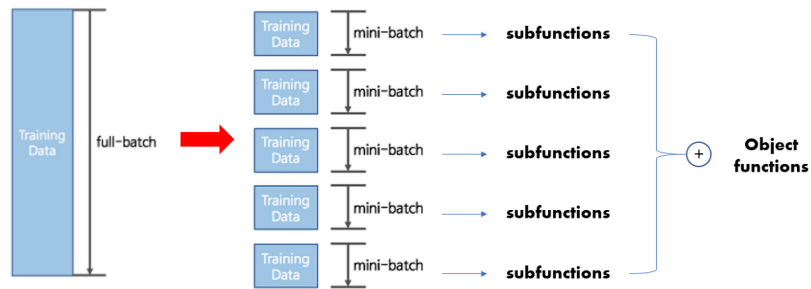 Training
Data
full-batch
Training
Data
mini-batch
subfunctions
Training
Data
mini-batch
subfunctions
Training
Data
mini-batch
subfunctions
Training
Data
mini-batch
subfunctions
Training
Data
mini-batch
subfunctions
+
Object
functions